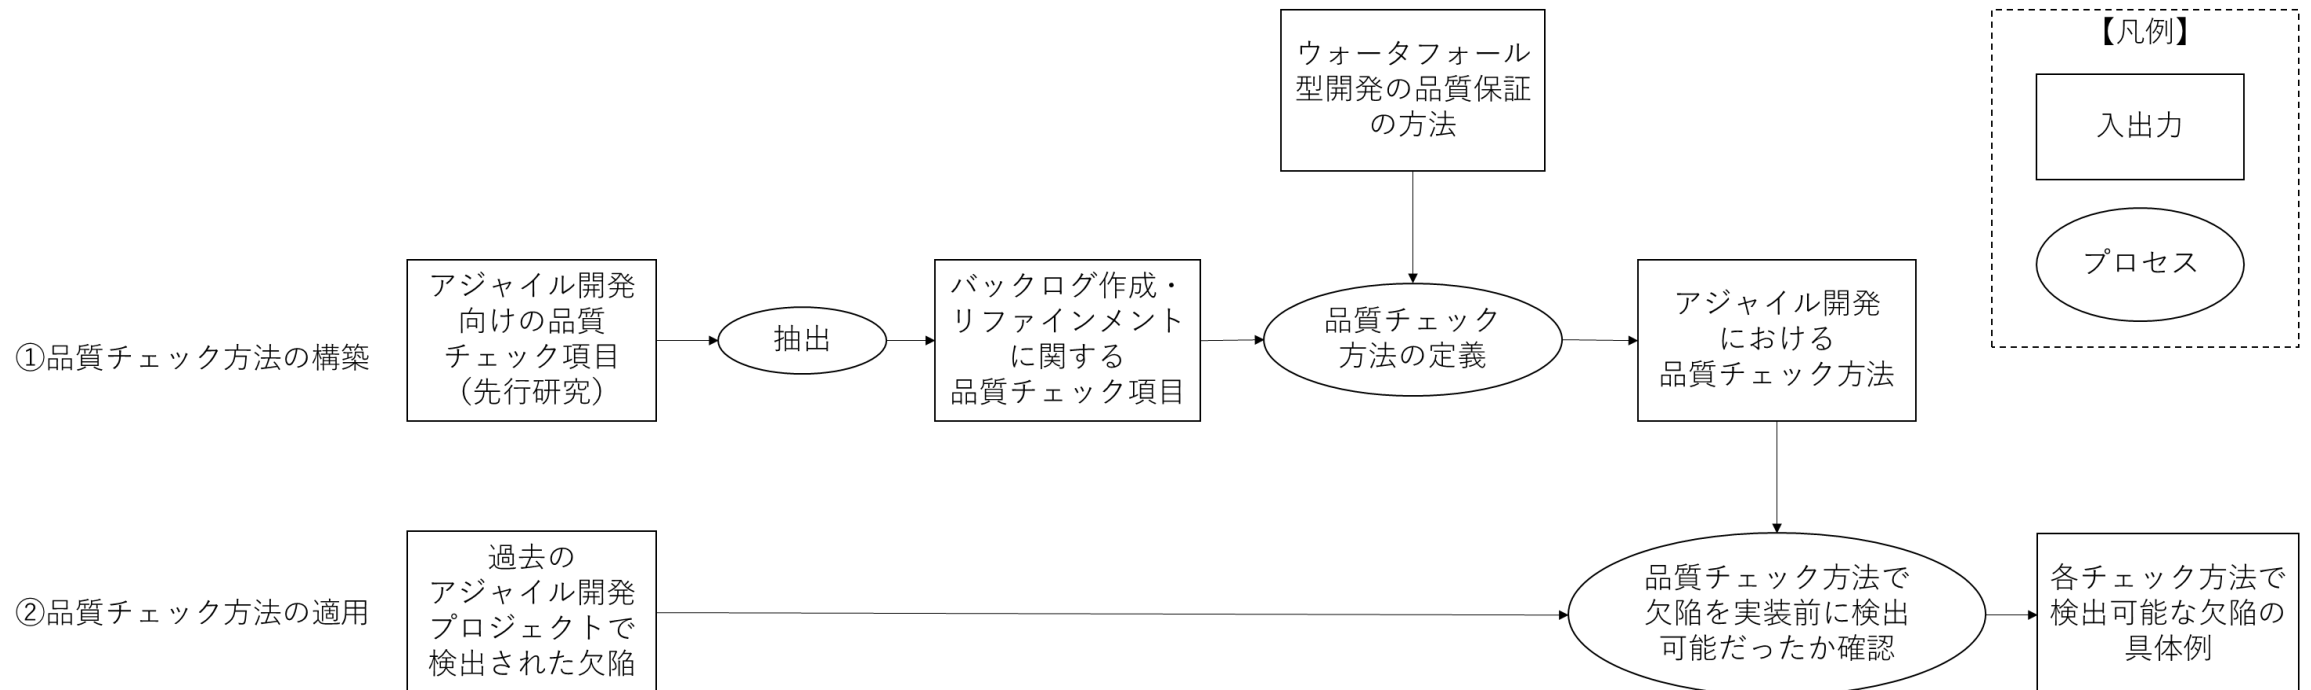 ウォータフォール
型開発の品質保証
の方法
【凡例】
入出力
プロセス
①品質チェック方法の構築
アジャイル開発
向けの品質
チェック項目
（先行研究）
抽出
バックログ作成・
リファインメント
に関する
品質チェック項目
品質チェック
方法の定義
アジャイル開発
における
品質チェック方法
②品質チェック方法の適用
過去の
アジャイル開発
プロジェクトで
検出された欠陥
品質チェック方法で
欠陥を実装前に検出
可能だったか確認
各チェック方法で
検出可能な欠陥の
具体例